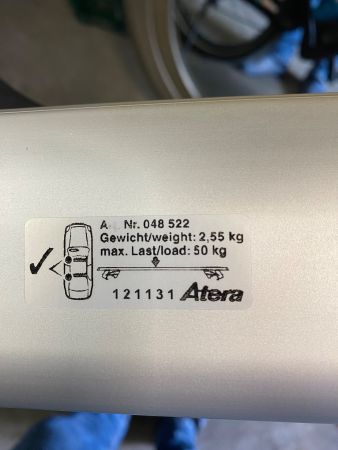 A Nr. 048 522
Gewicht/weight: 2,55 kg
max. Last/load: 50 kg
121131 Atera